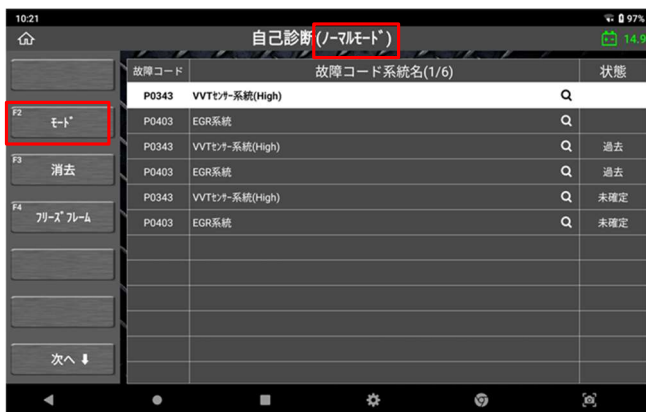 10:21
97%
自己診断(ﾉｰﾏﾙﾓｰﾄﾞ)
14.9
故障コード 故障コード系統名(1/6) 状態
P0343 VVTｾﾝｻｰ系統(High)
F2 ﾓｰﾄﾞ
P0403 EGR系統
P0343 VVTｾﾝｻｰ系統(High) 過去
F3 消去
P0403 EGR系統 過去
P0343 VVTｾﾝｻｰ系統(High) 未確定
F4 ﾌﾘｰｽﾞﾌﾚｰﾑ
P0403 EGR系統 未確定
次へ ⬇